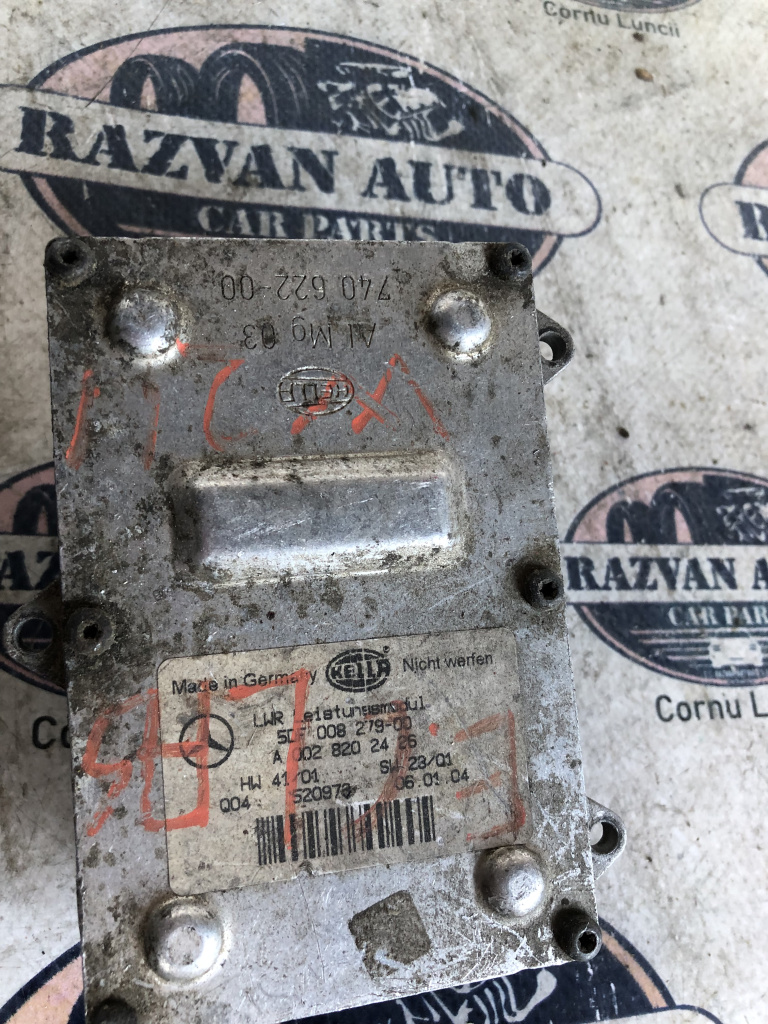 Cornu Luncii
RAZVAN AUTO
CAR PARTS
740 622-00
Al Mg 03
HELLA
RAZVAN A
CAR PAR
Cornu L
Made in Germany HELLA Nicht werfen
LWR Leistungsmodul
5DF 008 279-00
A 002 820 24 26
HW 41/01 SW 23/01
Q04 520973 06.01.04